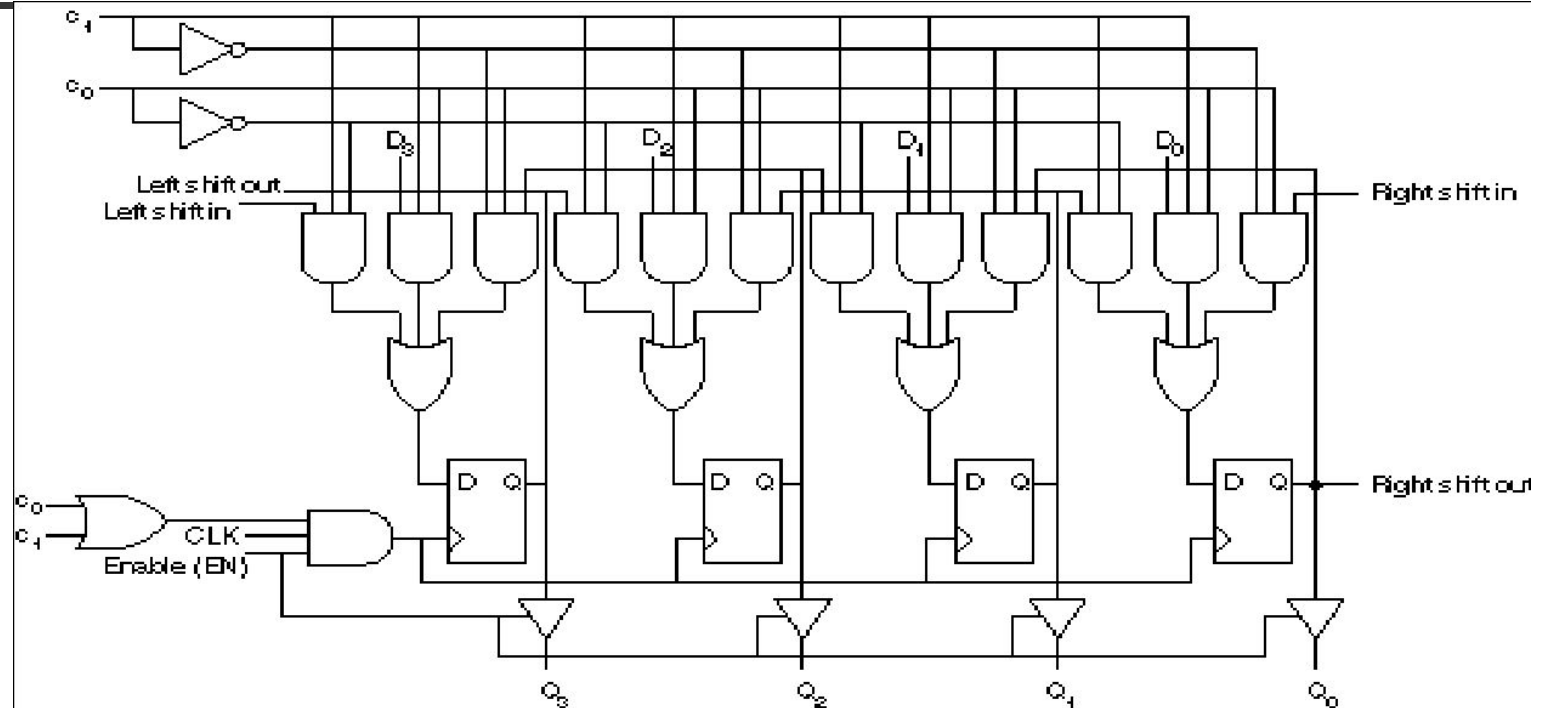 c₁
c₀
D₃ D₂ D₁ D₀
Left shift out
Left shift in
Right shift in
D Q D Q D Q D Q
Right shift out
c₀
c₁
CLK
Enable (EN)
Q₃ Q₂ Q₁ Q₀